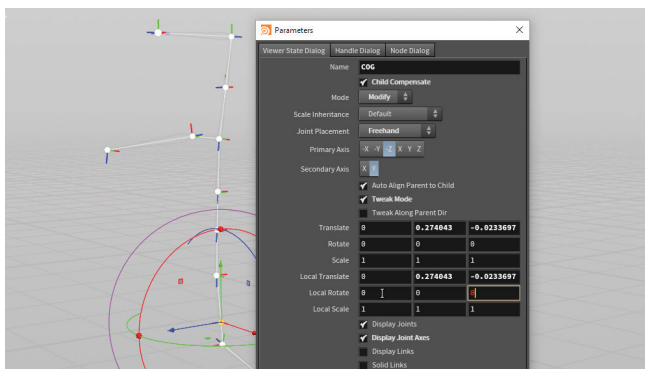 Parameters
Viewer State Dialog Handle Dialog Node Dialog
Name COG
Child Compensate
Mode Modify
Scale Inheritance Default
Joint Placement Freehand
Primary Axis -X -Y -Z X Y Z
Secondary Axis X Y
Auto Align Parent to Child
Tweak Mode
Tweak Along Parent Dir
Translate 0 0.274043 -0.0233697
Rotate 0 0 0
Scale 1 1 1
Local Translate 0 0.274043 -0.0233697
Local Rotate 0 0 0
Local Scale 1 1 1
Display Joints
Display Joint Axes
Display Links
Solid Links